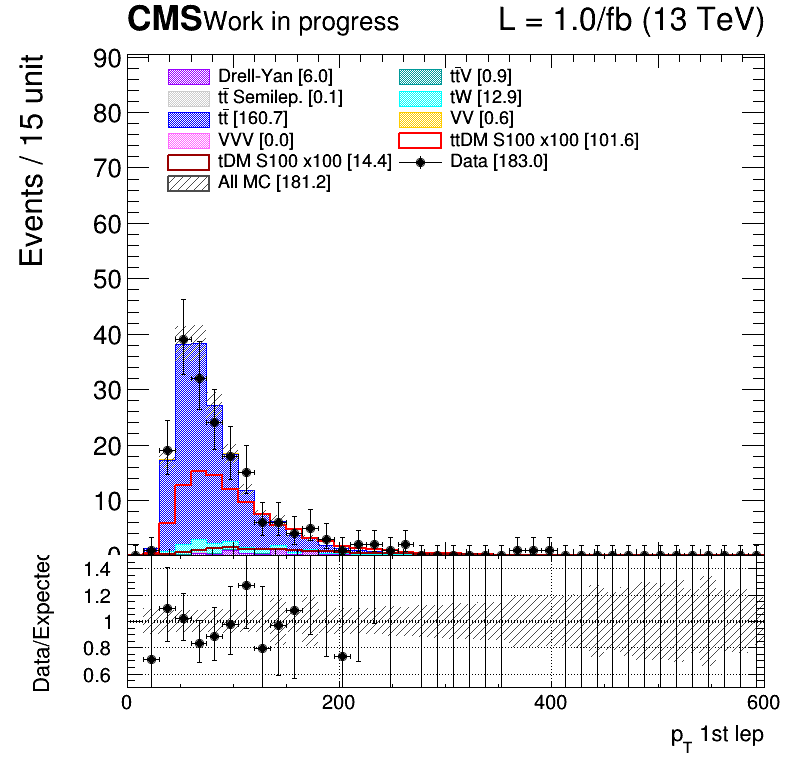 CMS Work in progress L = 1.0/fb (13 TeV)
Events / 15 unit
90
80
70
60
50
40
30
20
10
0
Drell-Yan [6.0] tt̄V [0.9]
tt̄ Semilep. [0.1] tW [12.9]
tt̄ [160.7] VV [0.6]
VVV [0.0] ttDM S100 x100 [101.6]
tDM S100 x100 [14.4] Data [183.0]
All MC [181.2]
Data/Expected
1.4
1.2
1
0.8
0.6
0 200 400 600
p_T 1st lep